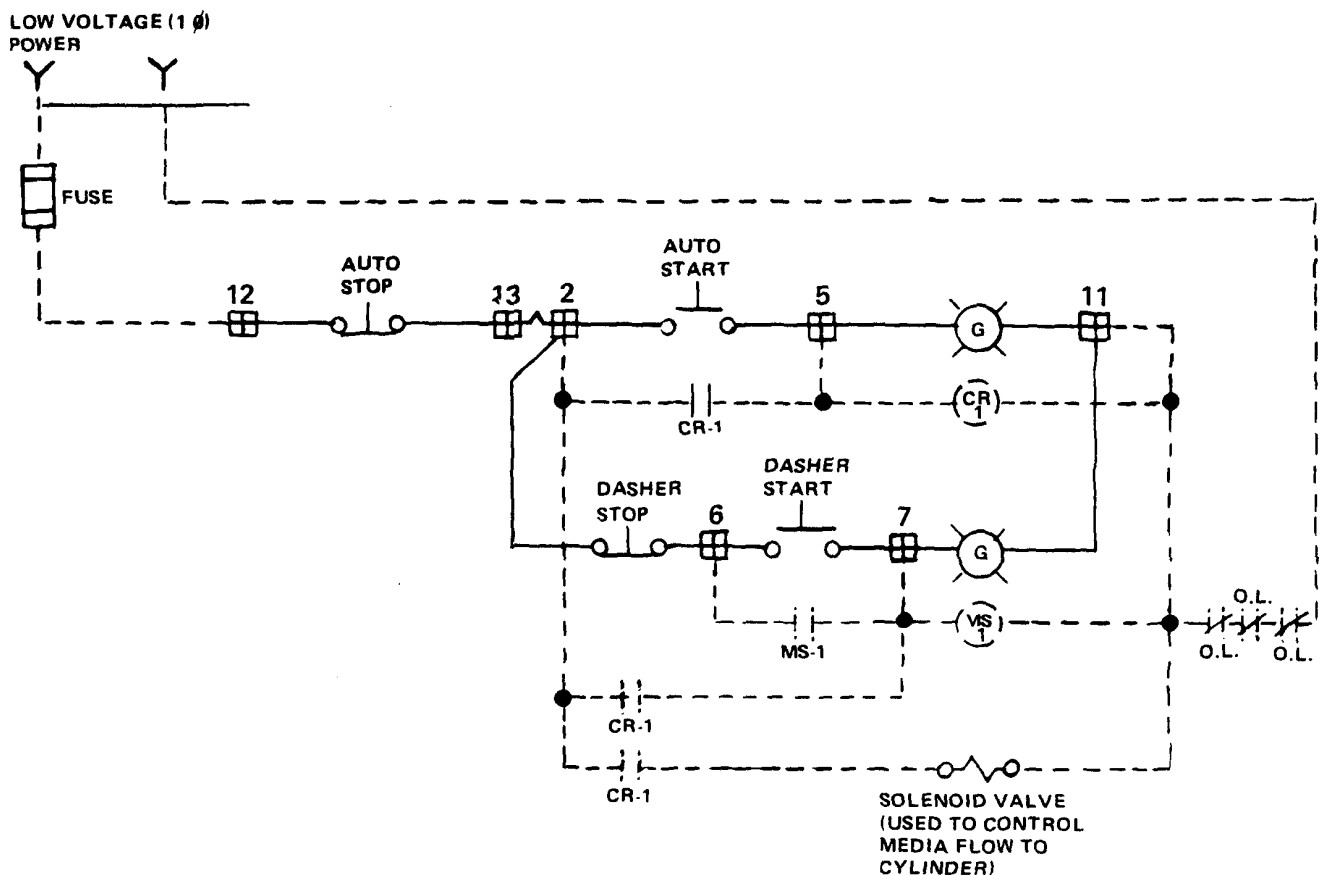 LOW VOLTAGE (1 ø)
POWER
FUSE
AUTO
STOP
AUTO
START
12
13
2
5
G
11
CR-1
CR
1
DASHER
STOP
DASHER
START
6
7
G
MS-1
MS
1
O.L.
O.L.
O.L.
CR-1
CR-1
SOLENOID VALVE
(USED TO CONTROL
MEDIA FLOW TO
CYLINDER)